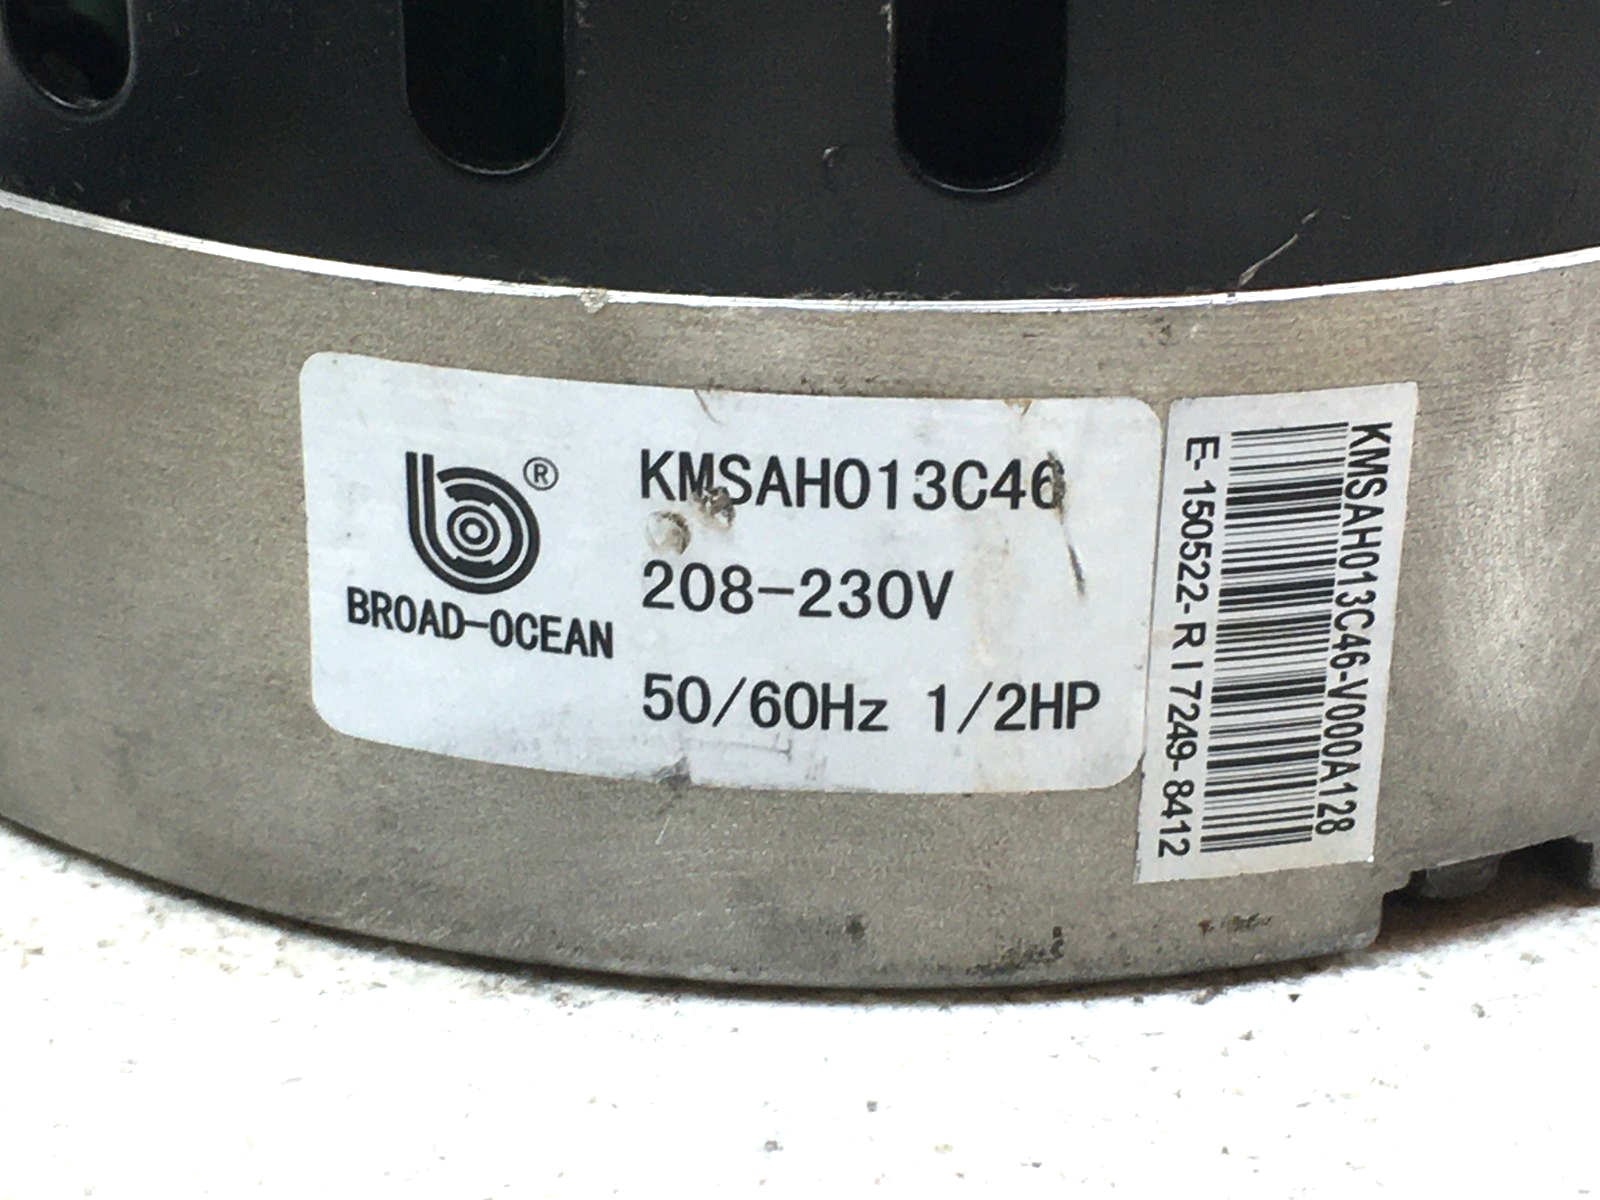 ®
BROAD-OCEAN
KMSAH013C46
208-230V
50/60Hz 1/2HP
KMSAH013C46-V000A128
E-150522-RI7249-8412